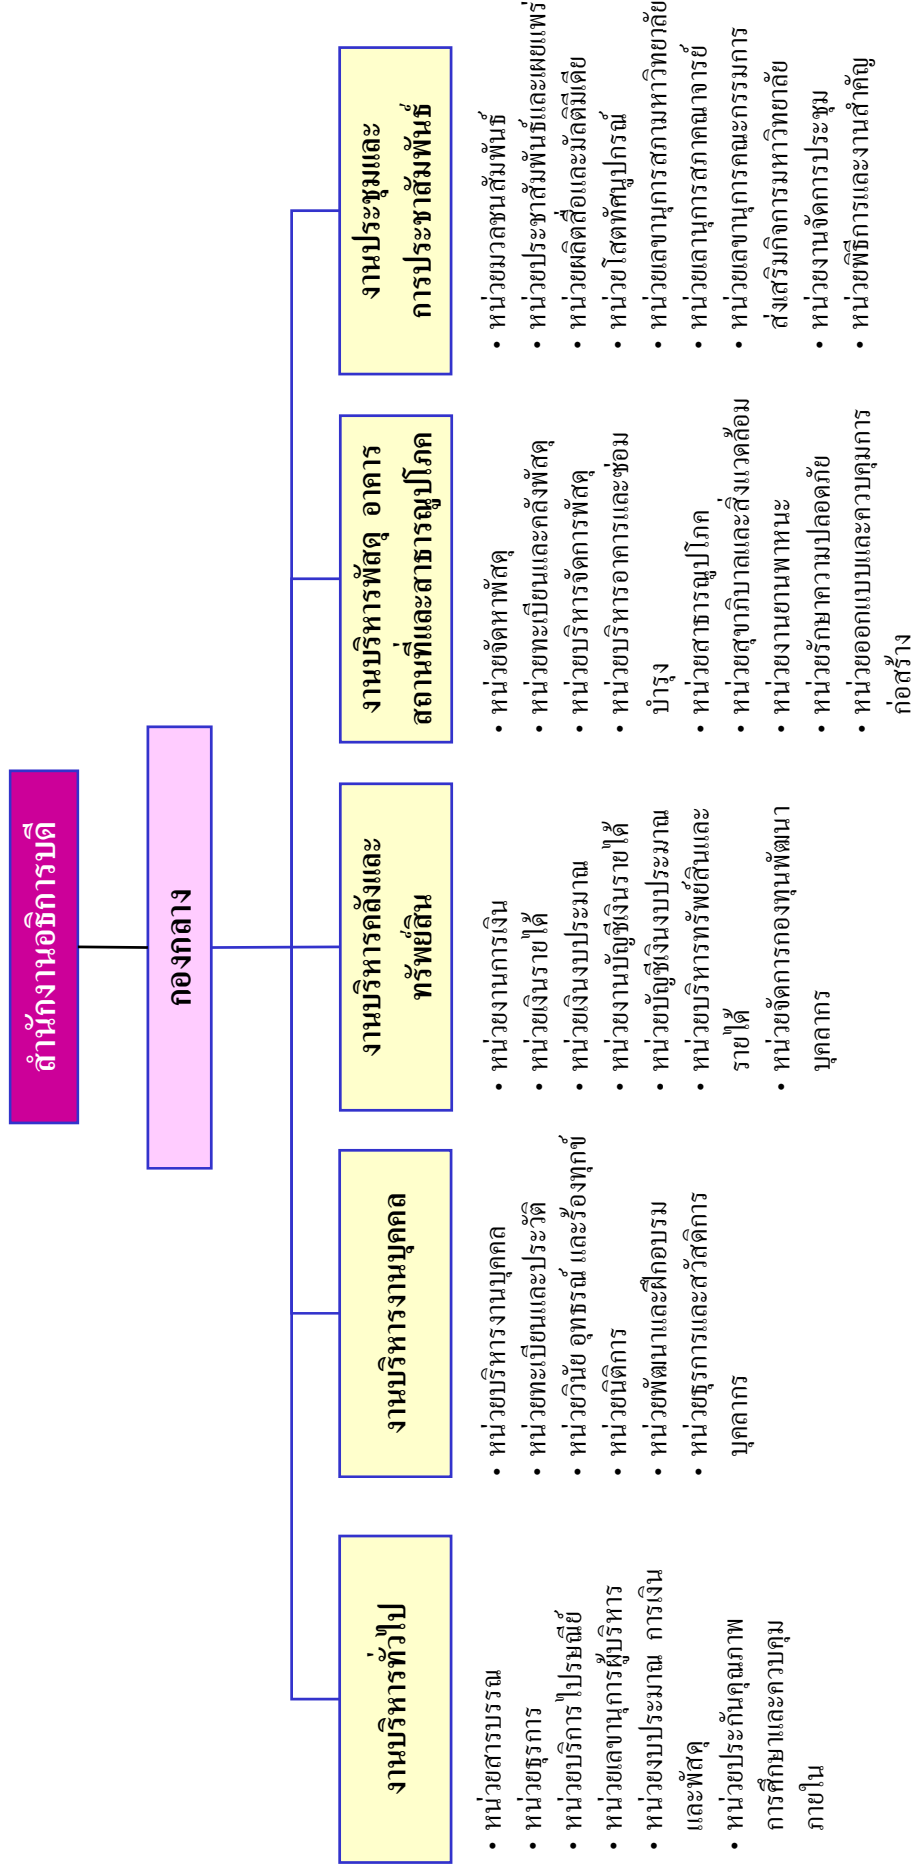 สำนักงานอธิการบดี
กองกลาง
งานบริหารทั่วไป
• หน่วยสารบรรณ
• หน่วยธุรการ
• หน่วยบริการไปรษณีย์
• หน่วยเลขานุการผู้บริหาร
• หน่วยงบประมาณ การเงิน
และพัสดุ
• หน่วยประกันคุณภาพ
การศึกษาและควบคุม
ภายใน
งานบริหารงานบุคคล
• หน่วยบริหารงานบุคคล
• หน่วยทะเบียนและประวัติ
• หน่วยวินัย อุทธรณ์ และร้องทุกข์
• หน่วยนิติการ
• หน่วยพัฒนาและฝึกอบรม
• หน่วยธุรการและสวัสดิการ
บุคลากร
งานบริหารคลังและ
ทรัพย์สิน
• หน่วยงานการเงิน
• หน่วยเงินรายได้
• หน่วยเงินงบประมาณ
• หน่วยงานบัญชีเงินรายได้
• หน่วยบัญชีเงินงบประมาณ
• หน่วยบริหารทรัพย์สินและ
รายได้
• หน่วยจัดการกองทุนพัฒนา
บุคลากร
งานบริหารพัสดุ อาคาร
สถานที่และสาธารณูปโภค
• หน่วยจัดหาพัสดุ
• หน่วยทะเบียนและคลังพัสดุ
• หน่วยบริหารจัดการพัสดุ
• หน่วยบริหารอาคารและซ่อม
บำรุง
• หน่วยสาธารณูปโภค
• หน่วยสุขาภิบาลและสิ่งแวดล้อม
• หน่วยงานยานพาหนะ
• หน่วยรักษาความปลอดภัย
• หน่วยออกแบบและควบคุมการ
ก่อสร้าง
งานประชุมและ
การประชาสัมพันธ์
• หน่วยมวลชนสัมพันธ์
• หน่วยประชาสัมพันธ์และเผยแพร่
• หน่วยผลิตสื่อและมัลติมีเดีย
• หน่วยโสตทัศนูปกรณ์
• หน่วยเลขานุการสภามหาวิทยาลัย
• หน่วยเลานุการสภาคณาจารย์
• หน่วยเลขานุการคณะกรรมการ
ส่งเสริมกิจการมหาวิทยาลัย
• หน่วยงานจัดการประชุม
• หน่วยพิธีการและงานสำคัญ